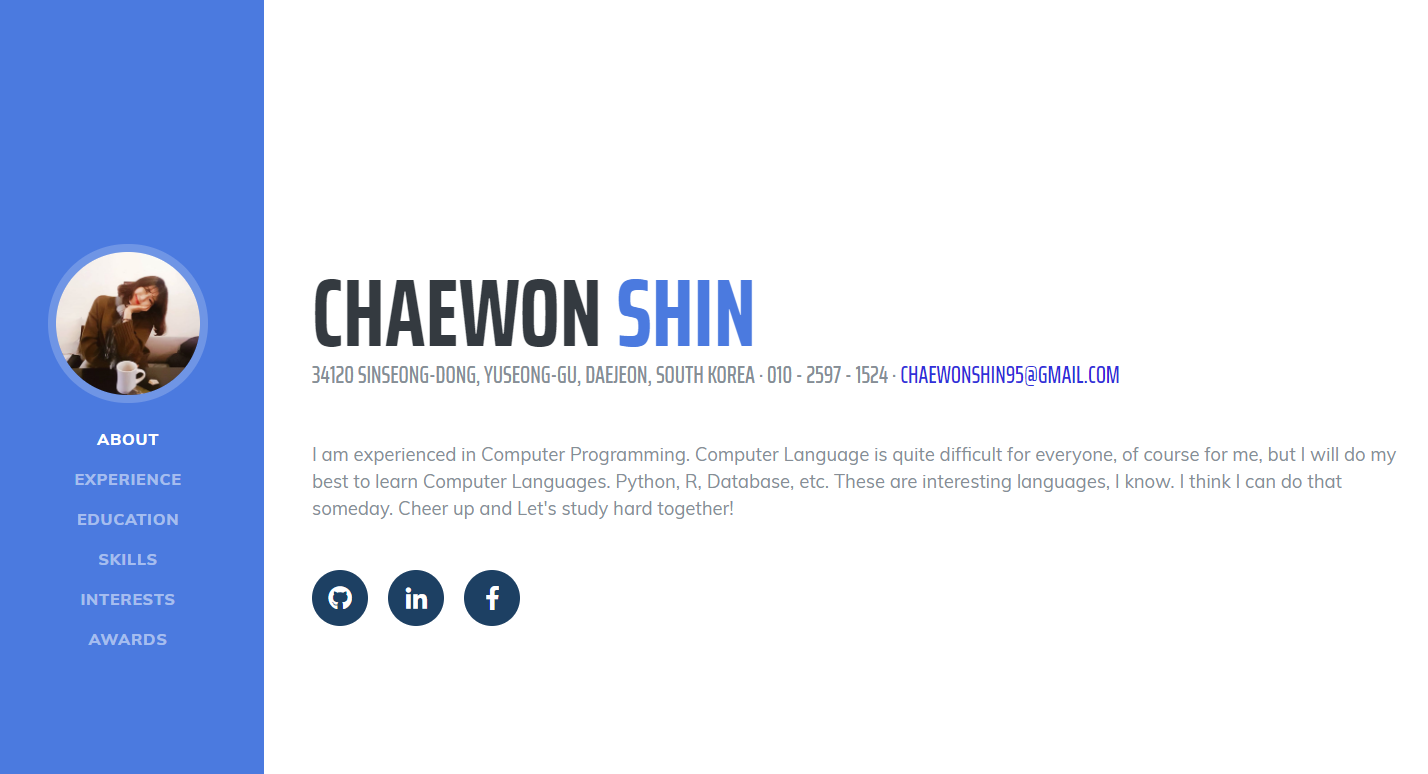 ABOUT
EXPERIENCE
EDUCATION
SKILLS
INTERESTS
AWARDS
CHAEWON SHIN
34120 SINSEONG-DONG, YUSEONG-GU, DAEJEON, SOUTH KOREA · 010 - 2597 - 1524 · CHAEWONSHIN95@GMAIL.COM
I am experienced in Computer Programming. Computer Language is quite difficult for everyone, of course for me, but I will do my
best to learn Computer Languages. Python, R, Database, etc. These are interesting languages, I know. I think I can do that
someday. Cheer up and Let's study hard together!
in
f